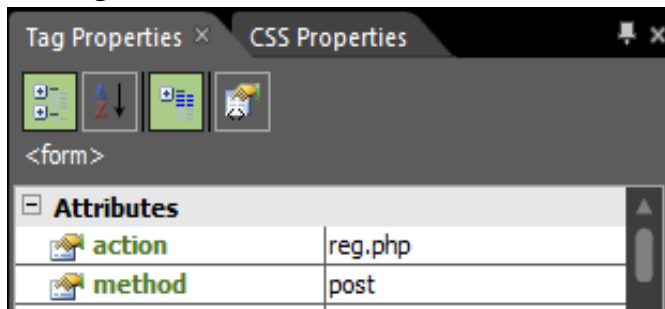 Tag Properties × CSS Properties
<form>
Attributes
action reg.php
method post